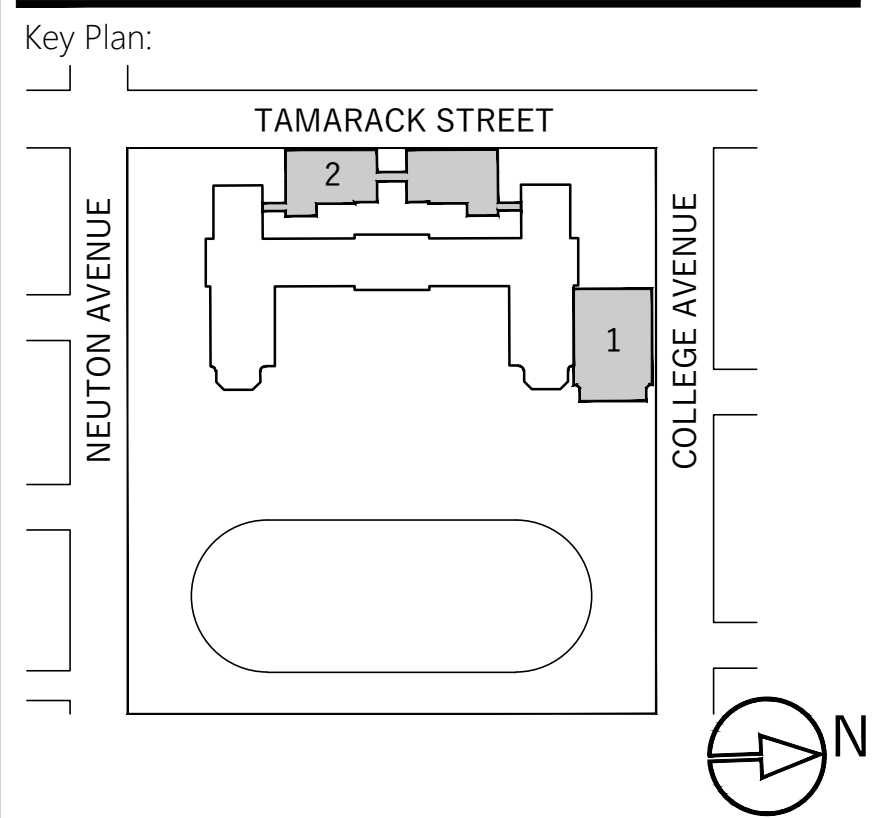 Key Plan:
TAMARACK STREET
2
NEUTON AVENUE
COLLEGE AVENUE
1
N